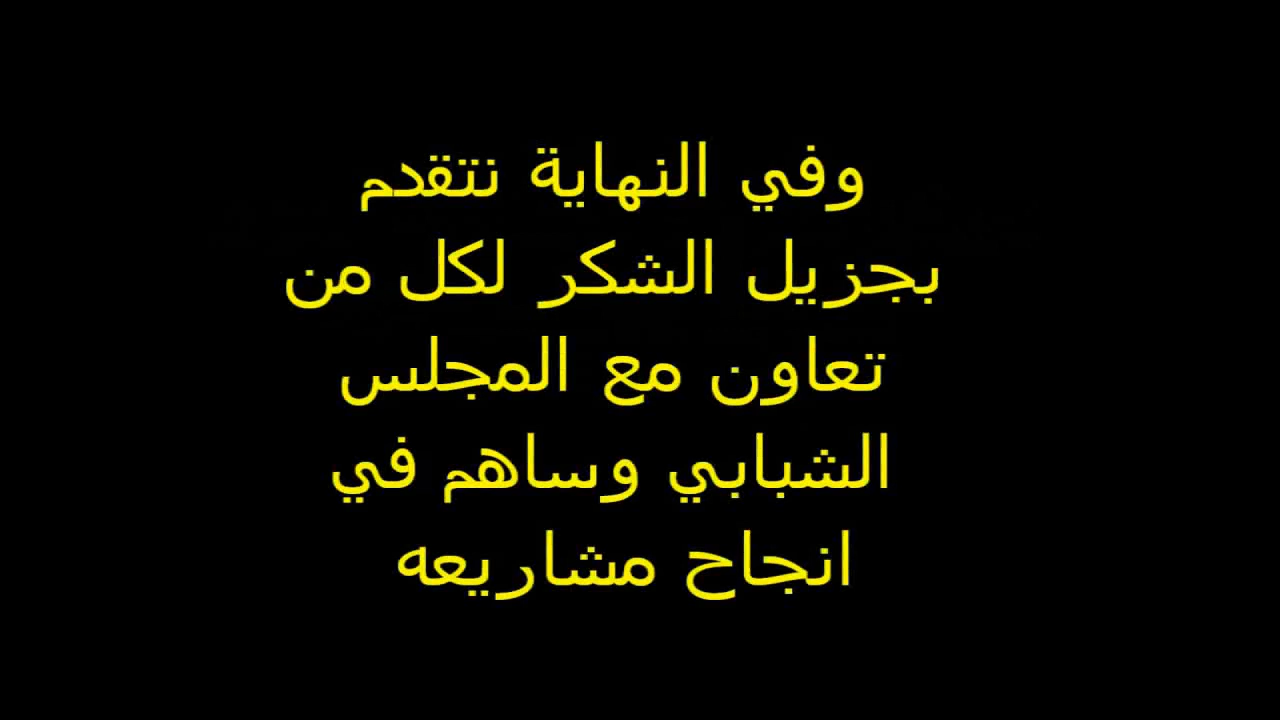 وفي النهاية نتقدم
بجزيل الشكر لكل من
تعاون مع المجلس
الشبابي وساهم في
انجاح مشاريعه